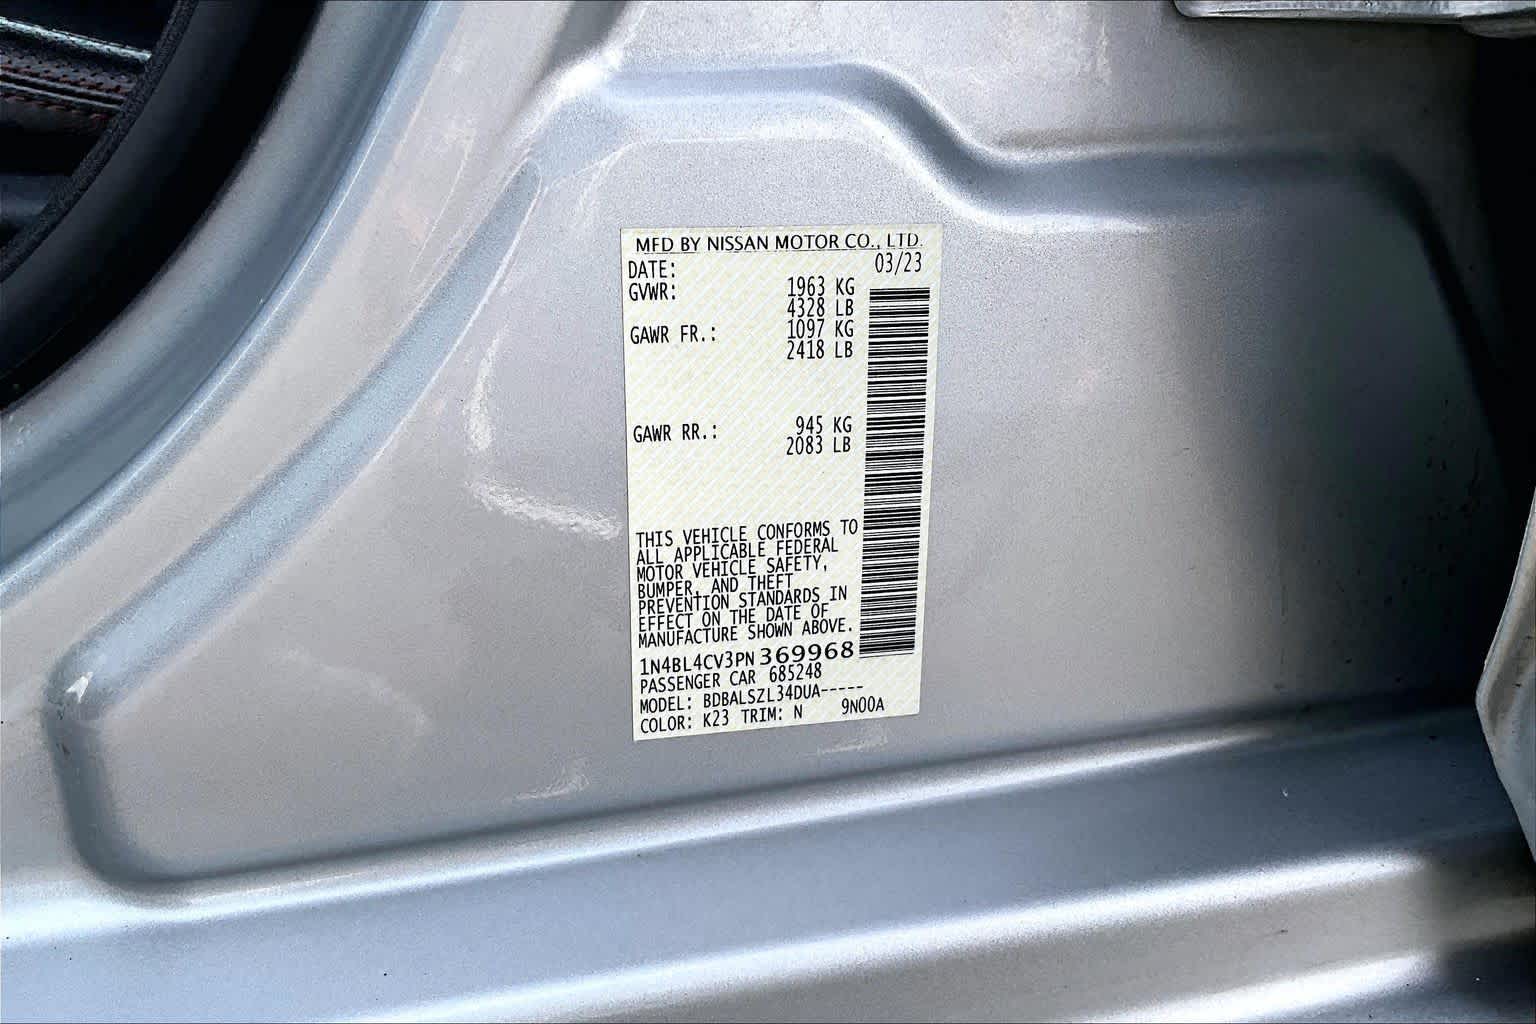 MFD BY NISSAN MOTOR CO., LTD.
DATE: 03/23
GVWR: 1963 KG
4328 LB
GAWR FR.: 1097 KG
2418 LB
GAWR RR.: 945 KG
2083 LB
THIS VEHICLE CONFORMS TO
ALL APPLICABLE FEDERAL
MOTOR VEHICLE SAFETY,
BUMPER, AND THEFT
PREVENTION STANDARDS IN
EFFECT ON THE DATE OF
MANUFACTURE SHOWN ABOVE.
1N4BL4CV3PN369968
PASSENGER CAR 685248
MODEL: BDBALSZL34DUA-----
COLOR: K23 TRIM: N 9N00A